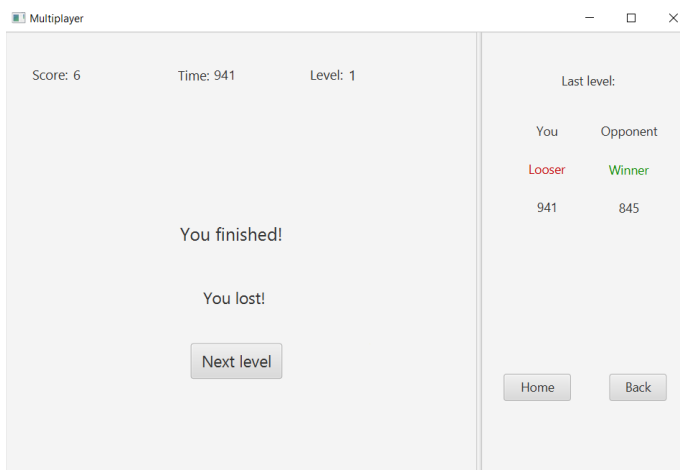 Multiplayer
Score: 6 Time: 941 Level: 1
You finished!
You lost!
Next level
Last level:
You Opponent
Looser Winner
941 845
Home Back